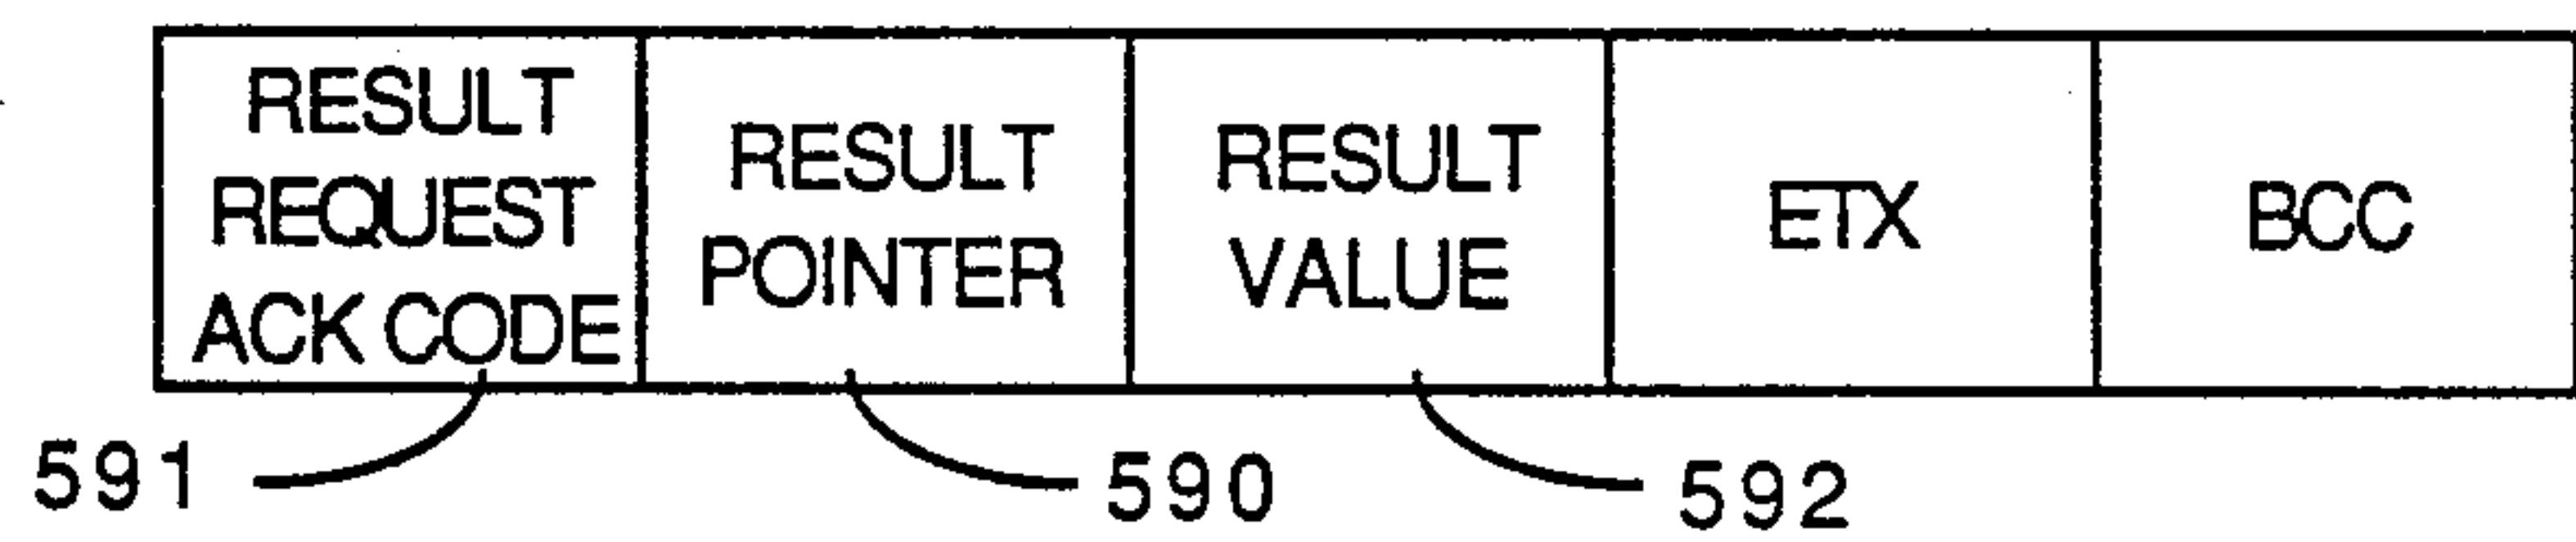 RESULT
REQUEST
ACK CODE
RESULT
POINTER
RESULT
VALUE
ETX
BCC
591
590
592